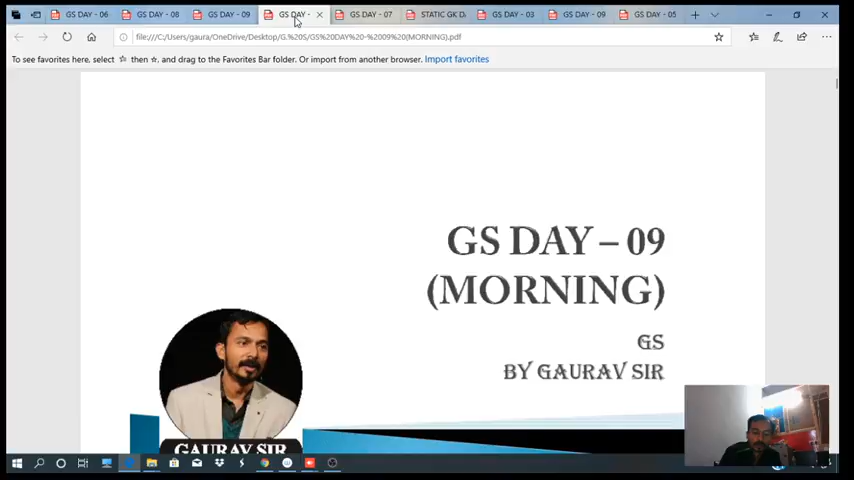 GS DAY - 06
GS DAY - 08
GS DAY - 09
GS DAY -
GS DAY - 07
STATIC GK DA
GS DAY - 03
GS DAY - 09
GS DAY - 05
file:///C:/Users/gaura/OneDrive/Desktop/G.%20S/GS%20DAY%20-%2009%20(MORNING).pdf
To see favorites here, select ☆ then ☆, and drag to the Favorites Bar folder. Or import from another browser. Import favorites
GS DAY – 09
(MORNING)
GS
BY GAURAV SIR
GAURAV SIR